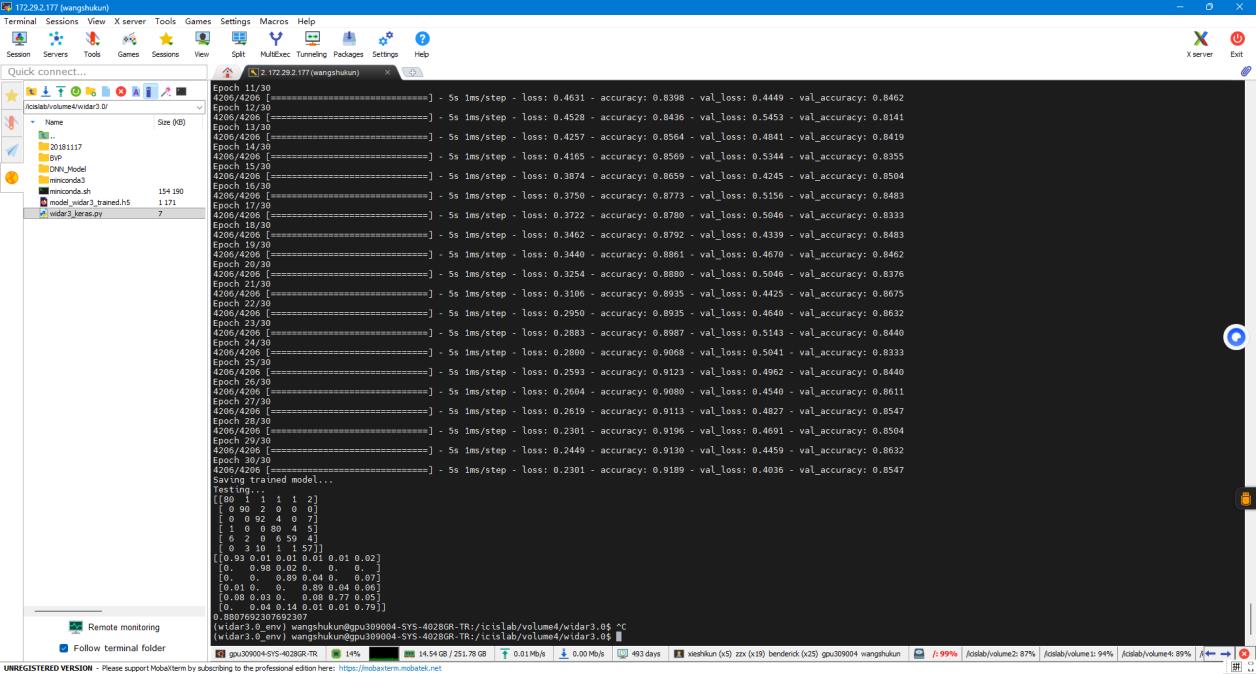 172.29.2.177 (wangshukun)
Terminal Sessions View X server Tools Games Settings Macros Help
Session Servers Tools Games Sessions View Split MultiExec Tunneling Packages Settings Help X server Exit
Quick connect...
2. 172.29.2.177 (wangshukun)
/icislab/volume4/widar3.0/
Name Size (KB)
..
20181117
BVP
DNN_Model
miniconda3
miniconda.sh 154 190
model_widar3_trained.h5 1 171
widar3_keras.py 7
Remote monitoring
Follow terminal folder
Epoch 11/30
4206/4206 [==============================] - 5s 1ms/step - loss: 0.4631 - accuracy: 0.8398 - val_loss: 0.4449 - val_accuracy: 0.8462
Epoch 12/30
4206/4206 [==============================] - 5s 1ms/step - loss: 0.4528 - accuracy: 0.8436 - val_loss: 0.5453 - val_accuracy: 0.8141
Epoch 13/30
4206/4206 [==============================] - 5s 1ms/step - loss: 0.4257 - accuracy: 0.8564 - val_loss: 0.4841 - val_accuracy: 0.8419
Epoch 14/30
4206/4206 [==============================] - 5s 1ms/step - loss: 0.4165 - accuracy: 0.8569 - val_loss: 0.5344 - val_accuracy: 0.8355
Epoch 15/30
4206/4206 [==============================] - 5s 1ms/step - loss: 0.3874 - accuracy: 0.8659 - val_loss: 0.4245 - val_accuracy: 0.8504
Epoch 16/30
4206/4206 [==============================] - 5s 1ms/step - loss: 0.3750 - accuracy: 0.8773 - val_loss: 0.5156 - val_accuracy: 0.8483
Epoch 17/30
4206/4206 [==============================] - 5s 1ms/step - loss: 0.3722 - accuracy: 0.8780 - val_loss: 0.5046 - val_accuracy: 0.8333
Epoch 18/30
4206/4206 [==============================] - 5s 1ms/step - loss: 0.3462 - accuracy: 0.8792 - val_loss: 0.4339 - val_accuracy: 0.8483
Epoch 19/30
4206/4206 [==============================] - 5s 1ms/step - loss: 0.3440 - accuracy: 0.8861 - val_loss: 0.4670 - val_accuracy: 0.8462
Epoch 20/30
4206/4206 [==============================] - 5s 1ms/step - loss: 0.3254 - accuracy: 0.8880 - val_loss: 0.5046 - val_accuracy: 0.8376
Epoch 21/30
4206/4206 [==============================] - 5s 1ms/step - loss: 0.3106 - accuracy: 0.8935 - val_loss: 0.4425 - val_accuracy: 0.8675
Epoch 22/30
4206/4206 [==============================] - 5s 1ms/step - loss: 0.2950 - accuracy: 0.8935 - val_loss: 0.4640 - val_accuracy: 0.8632
Epoch 23/30
4206/4206 [==============================] - 5s 1ms/step - loss: 0.2883 - accuracy: 0.8987 - val_loss: 0.5143 - val_accuracy: 0.8440
Epoch 24/30
4206/4206 [==============================] - 5s 1ms/step - loss: 0.2800 - accuracy: 0.9068 - val_loss: 0.5041 - val_accuracy: 0.8333
Epoch 25/30
4206/4206 [==============================] - 5s 1ms/step - loss: 0.2593 - accuracy: 0.9123 - val_loss: 0.4962 - val_accuracy: 0.8440
Epoch 26/30
4206/4206 [==============================] - 5s 1ms/step - loss: 0.2604 - accuracy: 0.9080 - val_loss: 0.4540 - val_accuracy: 0.8611
Epoch 27/30
4206/4206 [==============================] - 5s 1ms/step - loss: 0.2619 - accuracy: 0.9113 - val_loss: 0.4827 - val_accuracy: 0.8547
Epoch 28/30
4206/4206 [==============================] - 5s 1ms/step - loss: 0.2301 - accuracy: 0.9196 - val_loss: 0.4691 - val_accuracy: 0.8504
Epoch 29/30
4206/4206 [==============================] - 5s 1ms/step - loss: 0.2449 - accuracy: 0.9130 - val_loss: 0.4459 - val_accuracy: 0.8632
Epoch 30/30
4206/4206 [==============================] - 5s 1ms/step - loss: 0.2301 - accuracy: 0.9189 - val_loss: 0.4036 - val_accuracy: 0.8547
Saving trained model...
Testing...
[[80 1 1 1 1 2]
[ 0 90 2 0 0 0]
[ 0 0 92 4 0 7]
[ 1 0 0 80 4 5]
[ 6 2 0 6 59 4]
[ 0 3 10 1 1 57]]
[[0.93 0.01 0.01 0.01 0.01 0.02]
[0. 0.98 0.02 0. 0. 0. ]
[0. 0. 0.89 0.04 0. 0.07]
[0.01 0. 0. 0.89 0.04 0.06]
[0.08 0.03 0. 0.08 0.77 0.05]
[0. 0.04 0.14 0.01 0.01 0.79]]
0.8807692307692307
(widar3.0_env) wangshukun@gpu309004-SYS-4028GR-TR:/icislab/volume4/widar3.0$ ^C
(widar3.0_env) wangshukun@gpu309004-SYS-4028GR-TR:/icislab/volume4/widar3.0$
gpu309004-SYS-4028GR-TR 14% 14.54 GB / 251.78 GB 0.01 Mb/s 0.00 Mb/s 493 days xieshikun (x5) zzx (x19) benderick (x25) gpu309004 wangshukun /: 99% /icislab/volume2: 87% /icislab/volume1: 94% /icislab/volume4: 89%
UNREGISTERED VERSION - Please support MobaXterm by subscribing to the professional edition here: https://mobaxterm.mobatek.net
拼